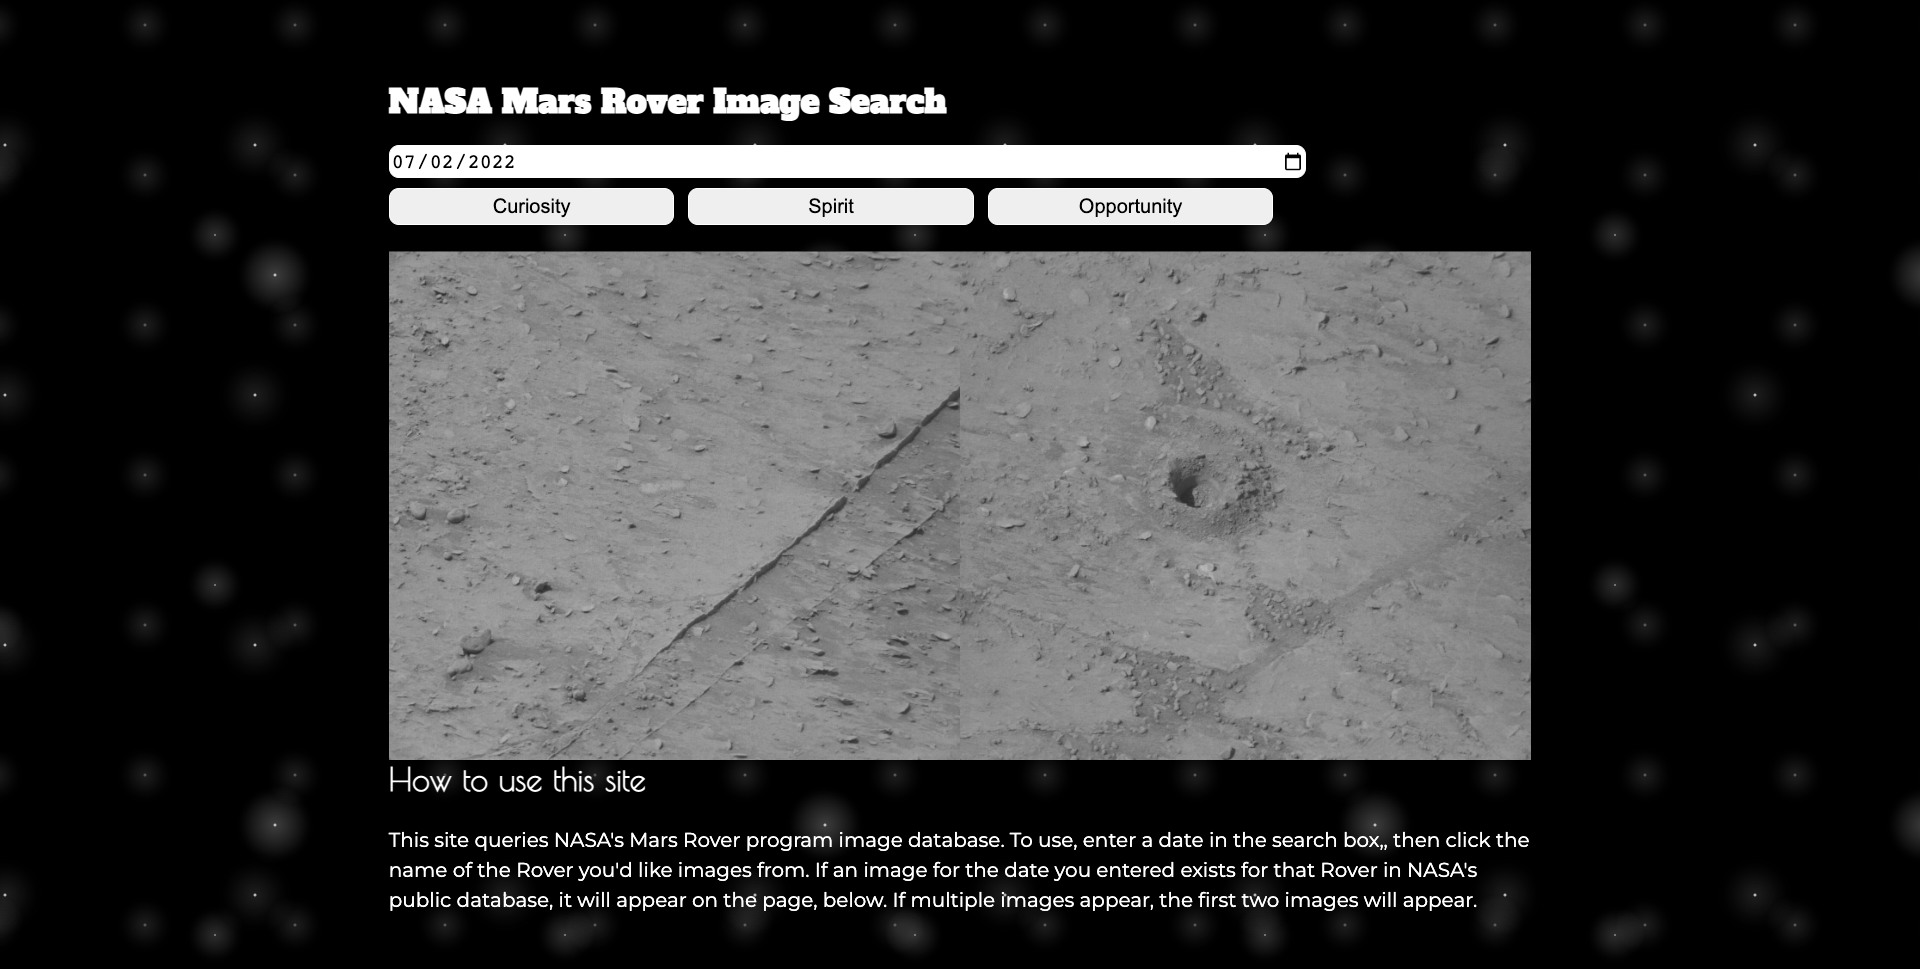 NASA Mars Rover Image Search
07/02/2022
Curiosity Spirit Opportunity
How to use this site
This site queries NASA's Mars Rover program image database. To use, enter a date in the search box,, then click the
name of the Rover you'd like images from. If an image for the date you entered exists for that Rover in NASA's
public database, it will appear on the page, below. If multiple images appear, the first two images will appear.